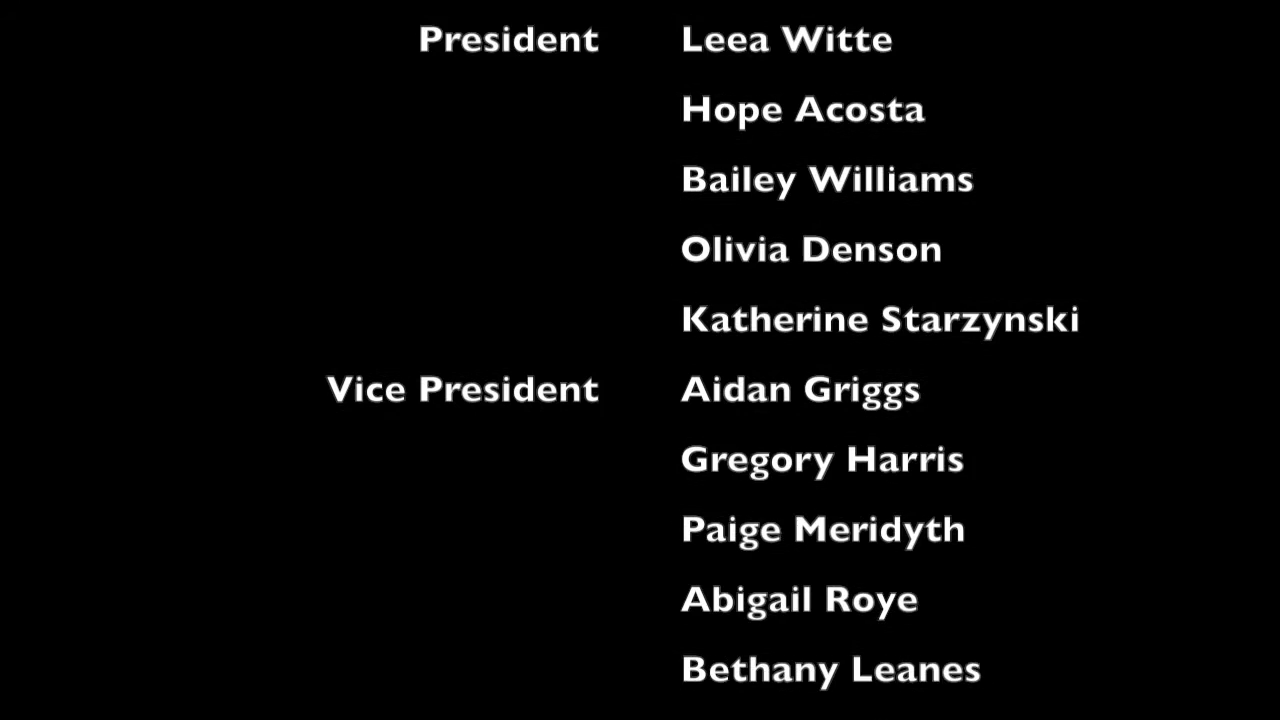 President Leea Witte
Hope Acosta
Bailey Williams
Olivia Denson
Katherine Starzynski
Vice President Aidan Griggs
Gregory Harris
Paige Meridyth
Abigail Roye
Bethany Leanes